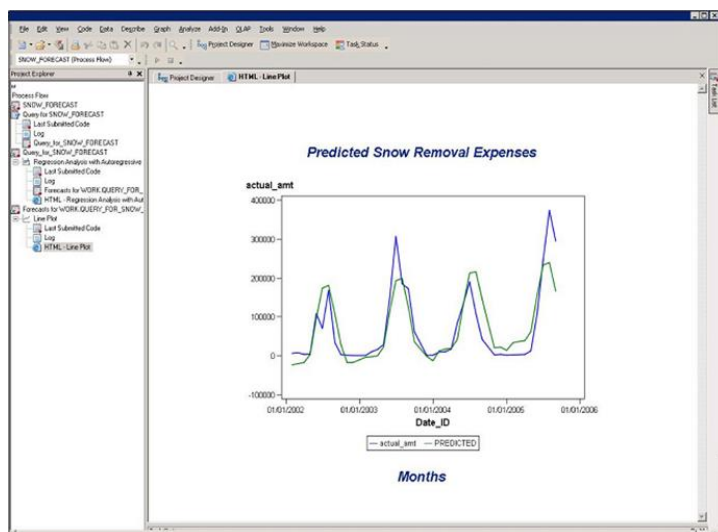 File Edit View Code Data Describe Graph Analyze Add-In OLAP Tools Window Help
Project Designer Maximize Workspace Task Status
SNOW_FORECAST (Process Flow)
Project Explorer
Project Designer HTML - Line Plot
Task List
Process Flow
SNOW_FORECAST
Query for SNOW_FORECAST
Last Submitted Code
Log
Query_for_SNOW_FORECAST
Query_for_SNOW_FORECAST
Regression Analysis with Autoregressive
Last Submitted Code
Log
Forecasts for WORK.QUERY_FOR_
HTML - Regression Analysis with Aut
Forecasts for WORK.QUERY_FOR_SNOW_
Line Plot
Last Submitted Code
Log
HTML - Line Plot
Predicted Snow Removal Expenses
actual_amt
400000
300000
200000
100000
0
-100000
01/01/2002 01/01/2003 01/01/2004 01/01/2005 01/01/2006
Date_ID
actual_amt PREDICTED
Months